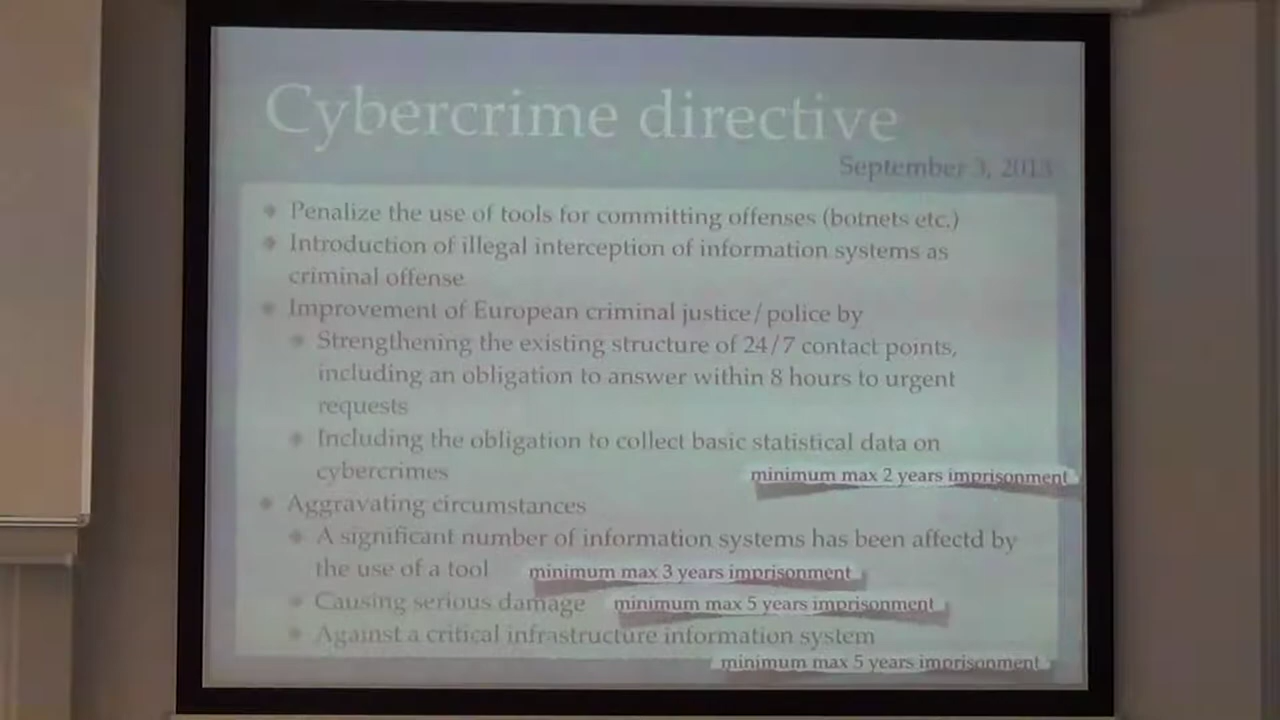 Cybercrime directive
September 3, 2013
Penalize the use of tools for committing offenses (botnets etc.)
Introduction of illegal interception of information systems as
criminal offense
Improvement of European criminal justice/police by
Strengthening the existing structure of 24/7 contact points,
including an obligation to answer within 8 hours to urgent
requests
Including the obligation to collect basic statistical data on
cybercrimes
minimum max 2 years imprisonment
Aggravating circumstances
A significant number of information systems has been affectd by
the use of a tool minimum max 3 years imprisonment
Causing serious damage minimum max 5 years imprisonment
Against a critical infrastructure information system
minimum max 5 years imprisonment